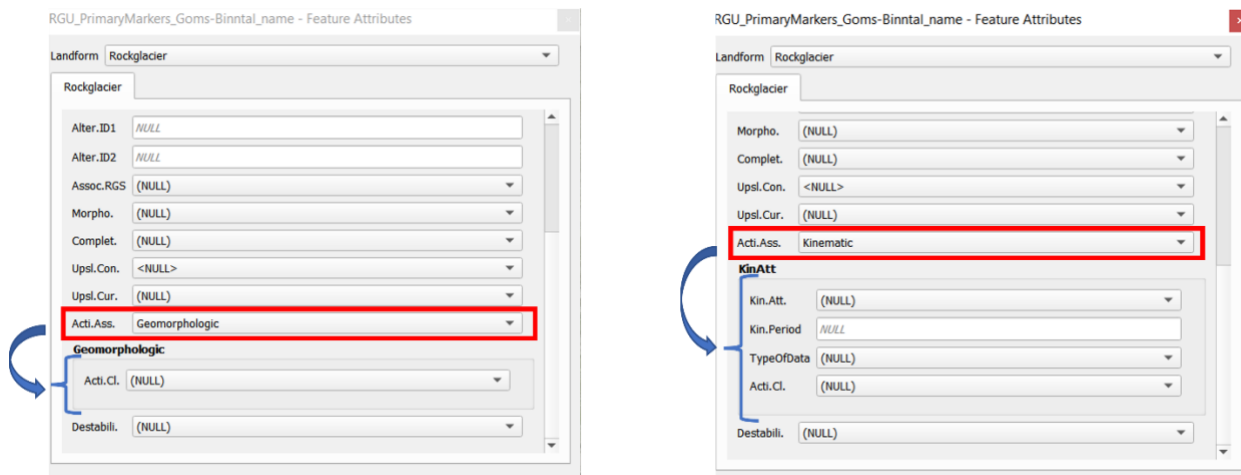 RGU_PrimaryMarkers_Goms-Binntal_name - Feature Attributes
Landform Rockglacier
Rockglacier
Alter.ID1 NULL
Alter.ID2 NULL
Assoc.RGS (NULL)
Morpho. (NULL)
Complet. (NULL)
Upsl.Con. <NULL>
Upsl.Cur. (NULL)
Acti.Ass. Geomorphologic
Geomorphologic
Acti.Cl. (NULL)
Destabili. (NULL)
RGU_PrimaryMarkers_Goms-Binntal_name - Feature Attributes
Landform Rockglacier
Rockglacier
Morpho. (NULL)
Complet. (NULL)
Upsl.Con. <NULL>
Upsl.Cur. (NULL)
Acti.Ass. Kinematic
KinAtt
Kin.Att. (NULL)
Kin.Period NULL
TypeOfData (NULL)
Acti.Cl. (NULL)
Destabili. (NULL)